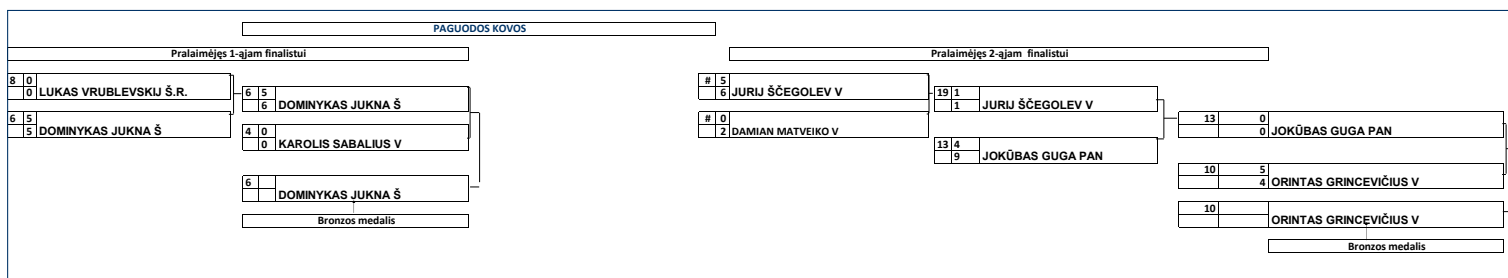 PAGUODOS KOVOS
Pralaimėjęs 1-ąjam finalistui
Pralaimėjęs 2-ąjam finalistui
8 0
0 LUKAS VRUBLEVSKIJ Š.R.
6 5
5 DOMINYKAS JUKNA Š
6 5
6 DOMINYKAS JUKNA Š
4 0
0 KAROLIS SABALIUS V
6
DOMINYKAS JUKNA Š
Bronzos medalis
# 5
6 JURIJ ŠČEGOLEV V
# 0
2 DAMIAN MATVEIKO V
19 1
1 JURIJ ŠČEGOLEV V
13 4
9 JOKŪBAS GUGA PAN
13 0
0 JOKŪBAS GUGA PAN
10 5
4 ORINTAS GRINCEVIČIUS V
10
ORINTAS GRINCEVIČIUS V
Bronzos medalis